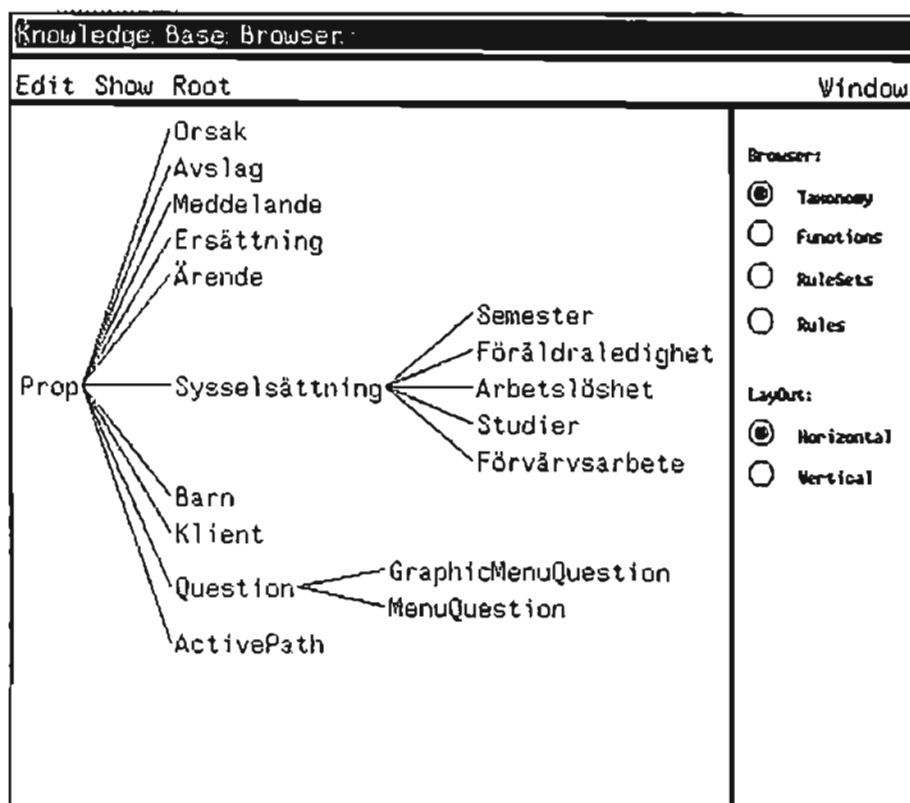 Knowledge Base Browser
Edit Show Root Window
Orsak
Avslag
Meddelande
Ersättning
Ärende
Prop
Sysselsättning
Semester
Föräldraledighet
Arbetslöshet
Studier
Förvärvsarbete
Barn
Klient
Question
GraphicMenuQuestion
MenuQuestion
ActivePath
Browser:
Taxonomy
Functions
RuleSets
Rules
LayOut:
Horizontal
Vertical